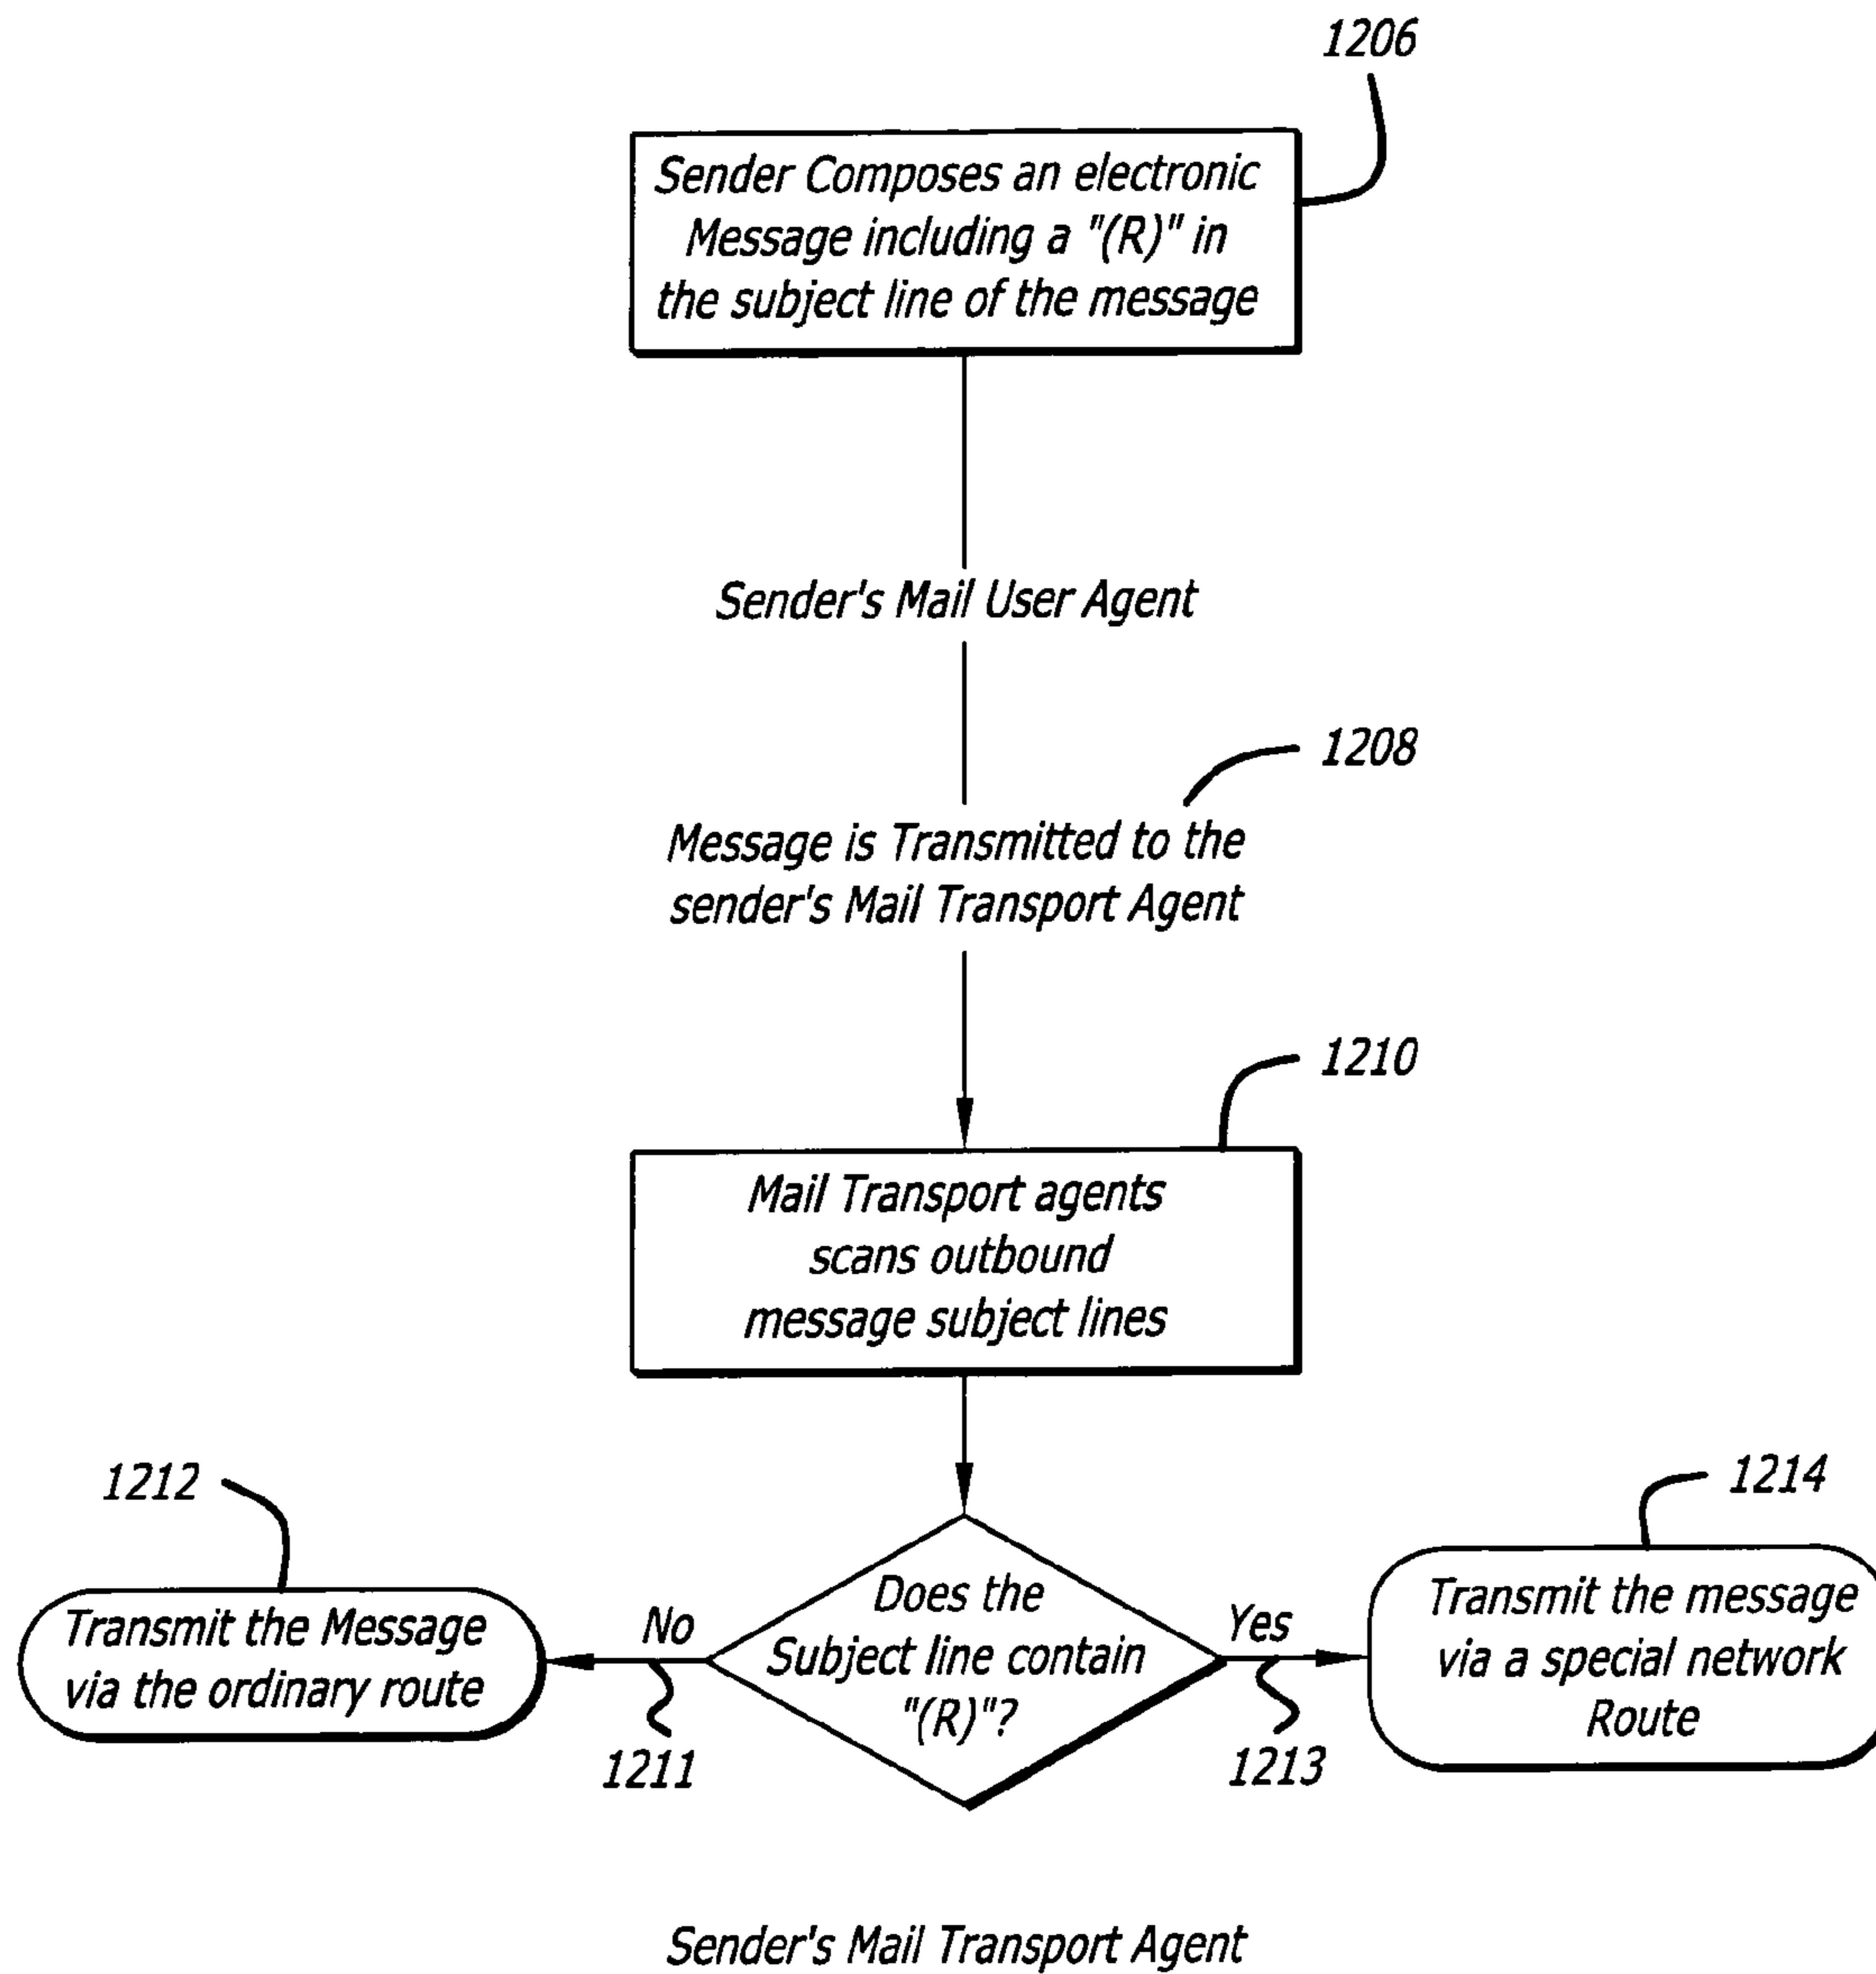 1206
Sender Composes an electronic
Message including a "(R)" in
the subject line of the message
Sender's Mail User Agent
1208
Message is Transmitted to the
sender's Mail Transport Agent
1210
Mail Transport agents
scans outbound
message subject lines
1212
1214
Transmit the Message
via the ordinary route
No
1211
Does the
Subject line contain
"(R)"?
Yes
1213
Transmit the message
via a special network
Route
Sender's Mail Transport Agent